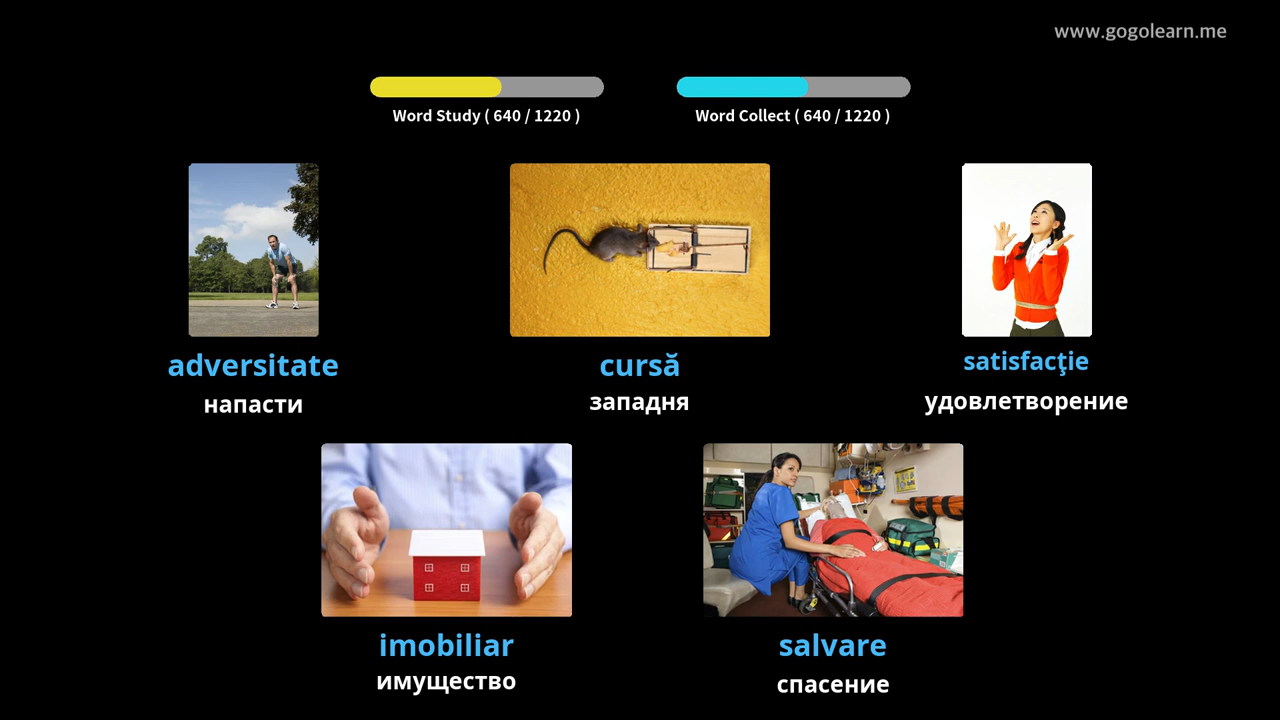 www.gogolearn.me
Word Study ( 640 / 1220 )
Word Collect ( 640 / 1220 )
adversitate
напасти
cursă
западня
satisfacţie
удовлетворение
imobiliar
имущество
salvare
спасение